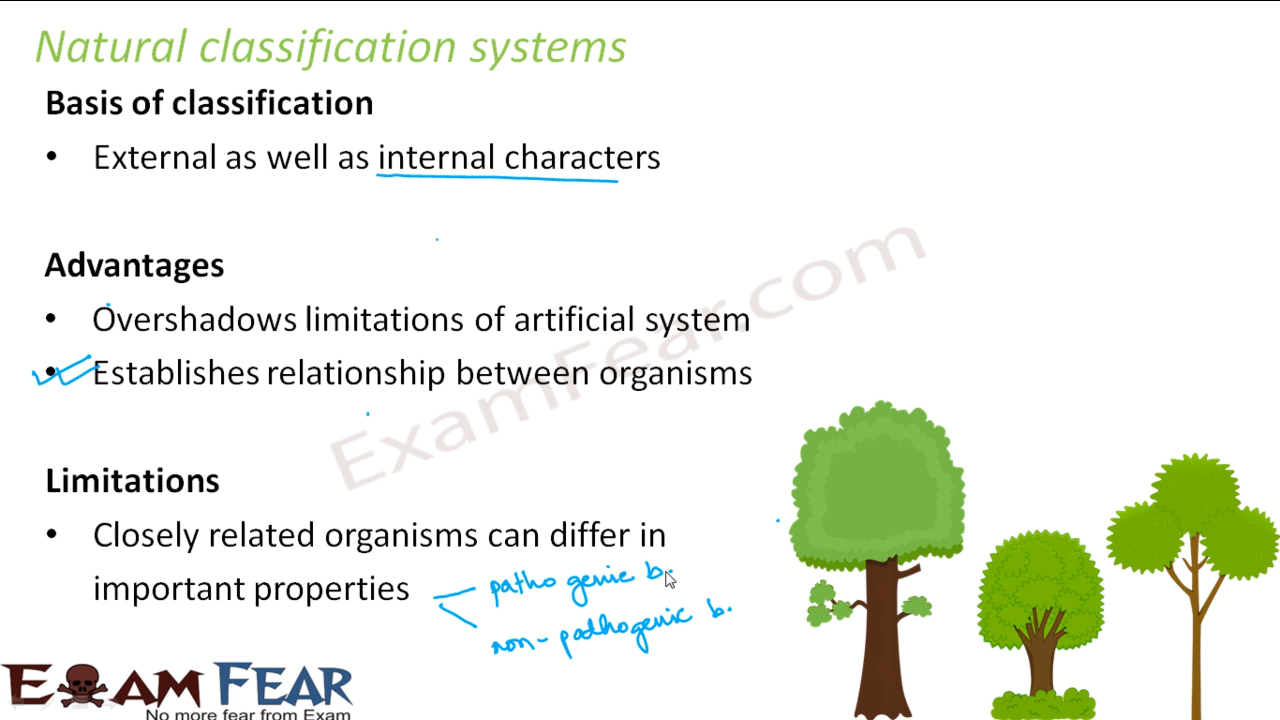 Natural classification systems
Basis of classification
• External as well as internal characters
Advantages
• Overshadows limitations of artificial system
• Establishes relationship between organisms
ExamFear.com
Limitations
• Closely related organisms can differ in
important properties
pathogenic b.
non-pathogenic b.
EXAM FEAR
No more fear from Exam